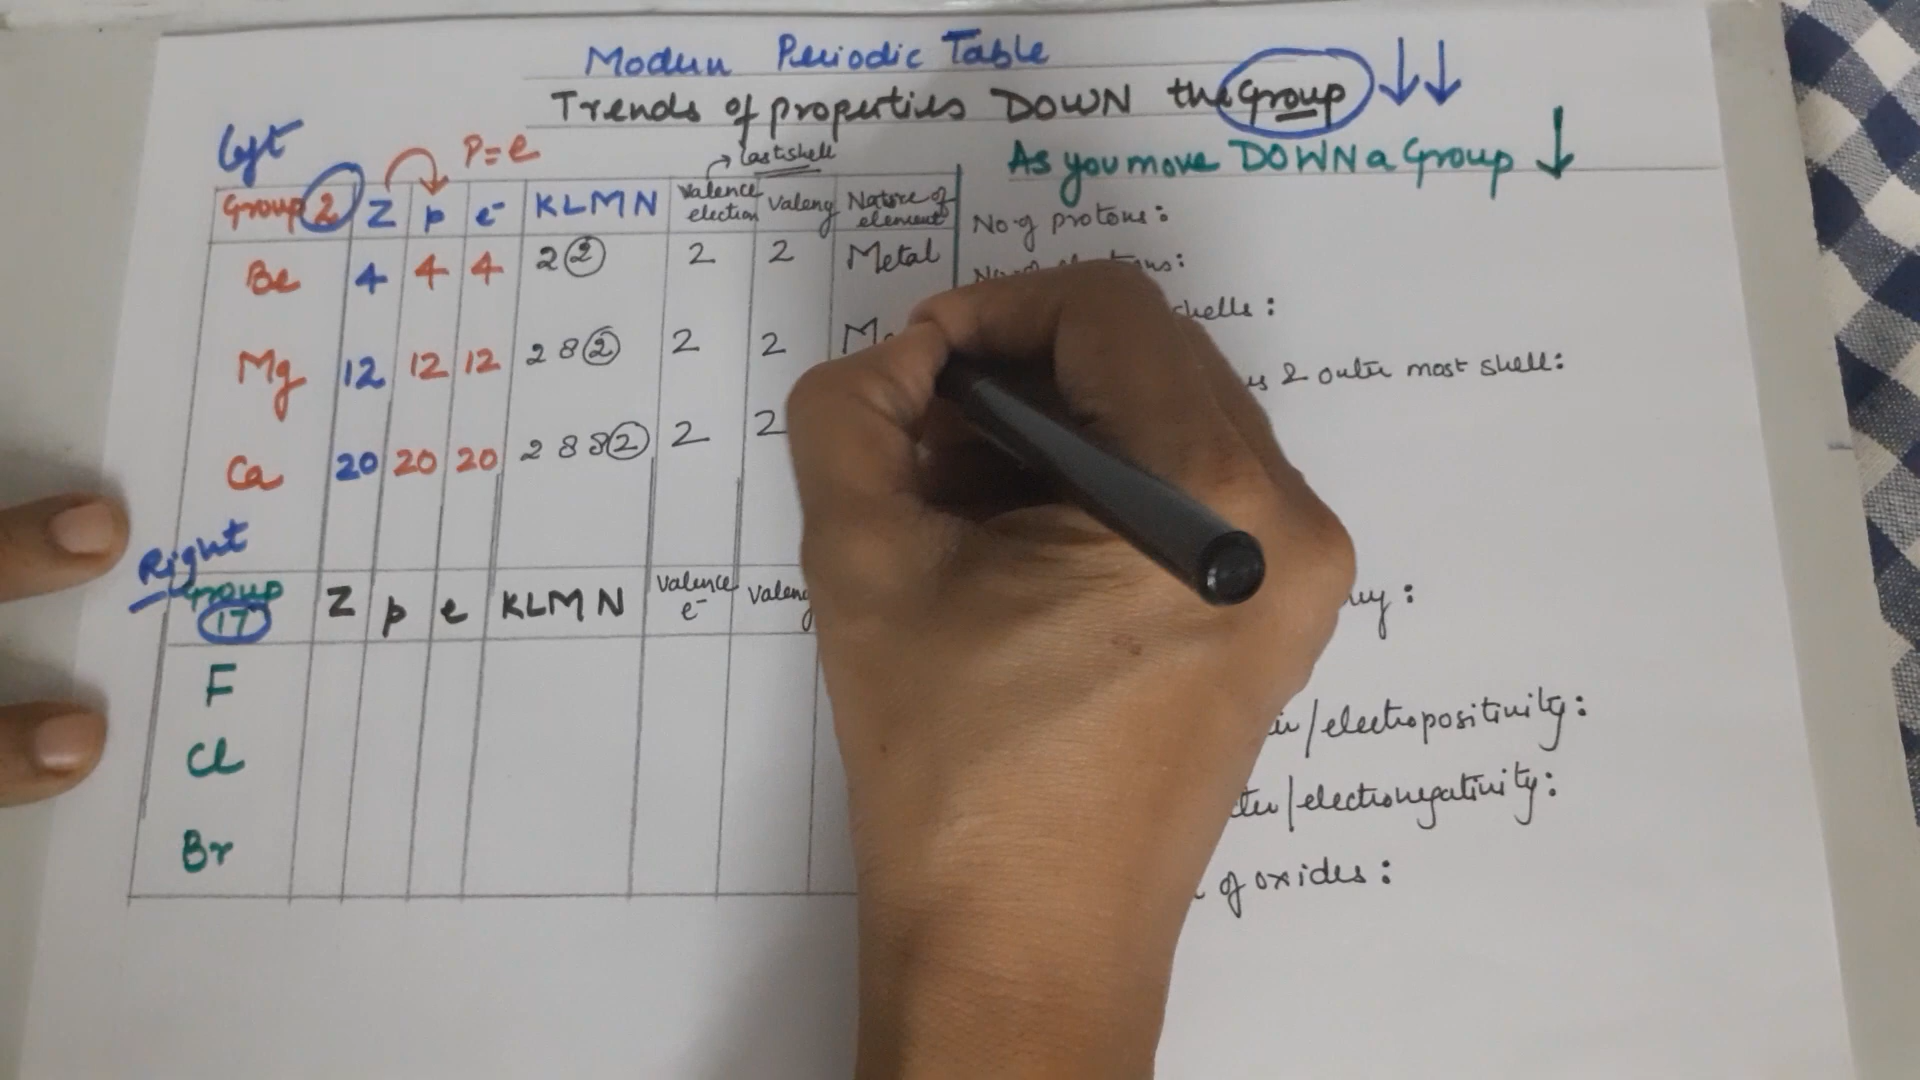 Modern Periodic Table
Trends of properties DOWN the Group ↓↓
Left
P=e
→ last shell
As you move DOWN a Group ↓
Group 2 Z p e⁻ KLMN Valence election Valency Nature of element
Be 4 4 4 2 2 2 2 Metal
Mg 12 12 12 2 8 2 2 2
Ca 20 20 20 2 8 8 2 2 2
Right
Group 17 Z p e KLMN Valence e⁻ Valency
F
Cl
Br
No. of protons:
shells:
& outer most shell:
/electropositivity:
/electronegativity:
of oxides: